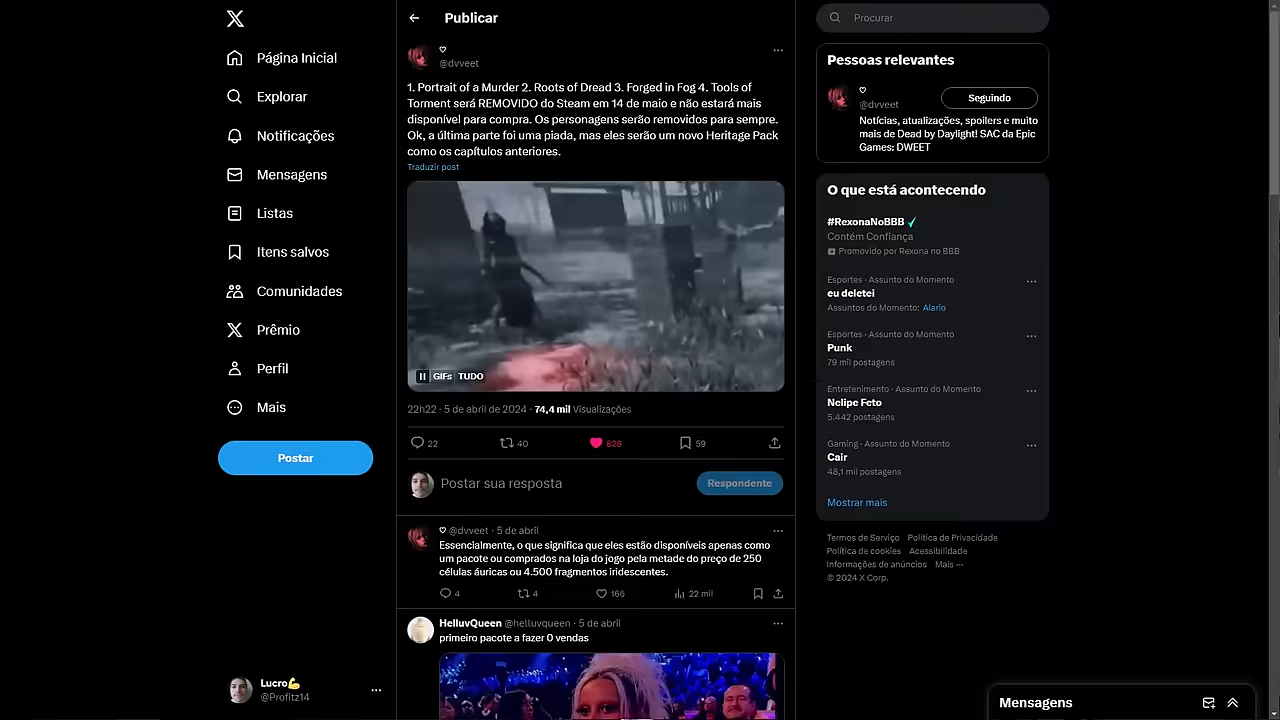 Página Inicial
Explorar
Notificações
Mensagens
Listas
Itens salvos
Comunidades
Prêmio
Perfil
Mais
Postar
Lucro💪
@Profitz14
Publicar
@dvveet
1. Portrait of a Murder 2. Roots of Dread 3. Forged in Fog 4. Tools of
Torment será REMOVIDO do Steam em 14 de maio e não estará mais
disponível para compra. Os personagens serão removidos para sempre.
Ok, a última parte foi uma piada, mas eles serão um novo Heritage Pack
como os capítulos anteriores.
Traduzir post
GIFs TUDO
22h22 · 5 de abril de 2024 · 74,4 mil Visualizações
22 40 823 59
Postar sua resposta
Respondente
@dvveet · 5 de abril
Essencialmente, o que significa que eles estão disponíveis apenas como
um pacote ou comprados na loja do jogo pela metade do preço de 250
células áuricas ou 4.500 fragmentos iridescentes.
4 4 166 22 mil
HelluvQueen @helluvqueen · 5 de abril
primeiro pacote a fazer 0 vendas
Procurar
Pessoas relevantes
@dvveet
Seguindo
Notícias, atualizações, spoilers e muito
mais de Dead by Daylight! SAC da Epic
Games: DWEET
O que está acontecendo
#RexonaNoBBB
Contém Confiança
Promovido por Rexona no BBB
Esportes · Assunto do Momento
eu deletei
Assuntos do Momento: Alario
Esportes · Assunto do Momento
Punk
79 mil postagens
Entretenimento · Assunto do Momento
Nelipe Feto
5.442 postagens
Gaming · Assunto do Momento
Cair
48,1 mil postagens
Mostrar mais
Termos de Serviço Política de Privacidade
Política de cookies Acessibilidade
Informações de anúncios Mais ···
© 2024 X Corp.
Mensagens